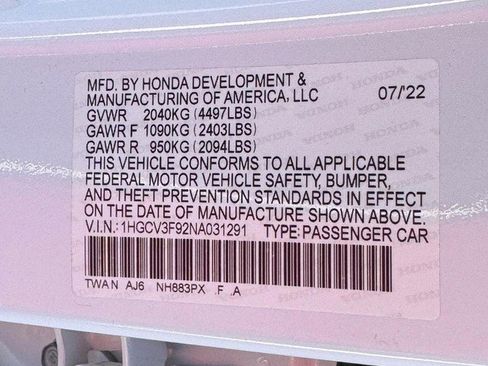 MFD. BY HONDA DEVELOPMENT &
MANUFACTURING OF AMERICA, LLC 07/'22
GVWR 2040KG (4497LBS)
GAWR F 1090KG (2403LBS)
GAWR R 950KG (2094LBS)
THIS VEHICLE CONFORMS TO ALL APPLICABLE
FEDERAL MOTOR VEHICLE SAFETY, BUMPER,
AND THEFT PREVENTION STANDARDS IN EFFECT
ON THE DATE OF MANUFACTURE SHOWN ABOVE.
V.I.N.: 1HGCV3F92NA031291 TYPE: PASSENGER CAR
TWA N AJ6 NH883PX .F .A